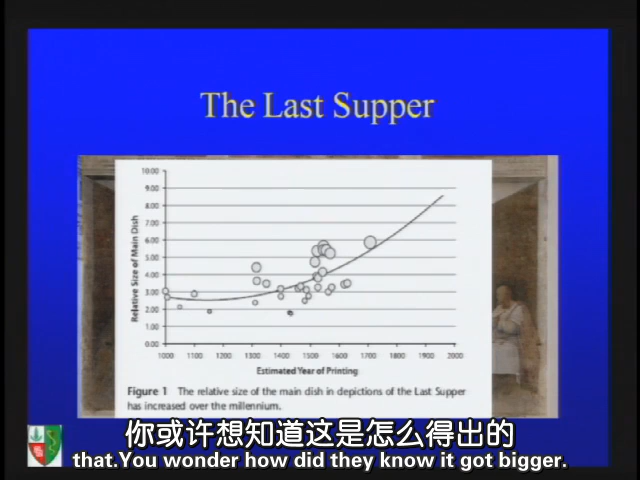 The Last Supper
10.00
9.00
8.00
7.00
6.00
5.00
4.00
3.00
2.00
1.00
0.00
Relative Size of Main Dish
1000 1100 1200 1300 1400 1500 1600 1700 1800 1900 2000
Estimated Year of Printing
Figure 1 The relative size of the main dish in depictions of the Last Supper
has increased over the millennium.
你或许想知道这是怎么得出的
that.You wonder how did they know it got bigger.